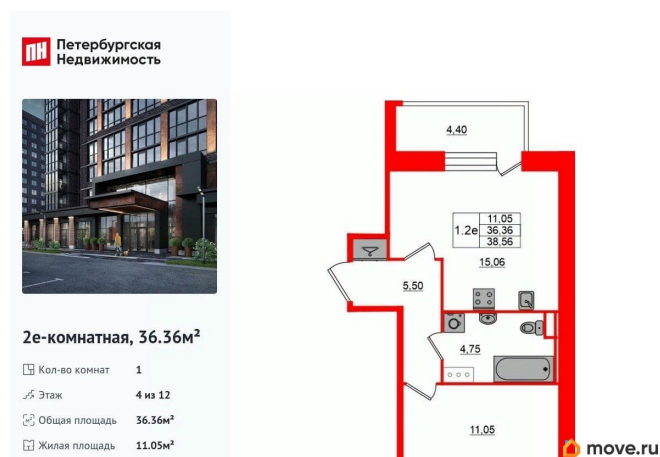 ПН
Петербургская
Недвижимость
2е-комнатная, 36.36м²
Кол-во комнат 1
Этаж 4 из 12
Общая площадь 36.36м²
Жилая площадь 11.05м²
4,40
1.2е
11,05
36,36
38,56
15,06
5,50
4,75
11,05
move.ru